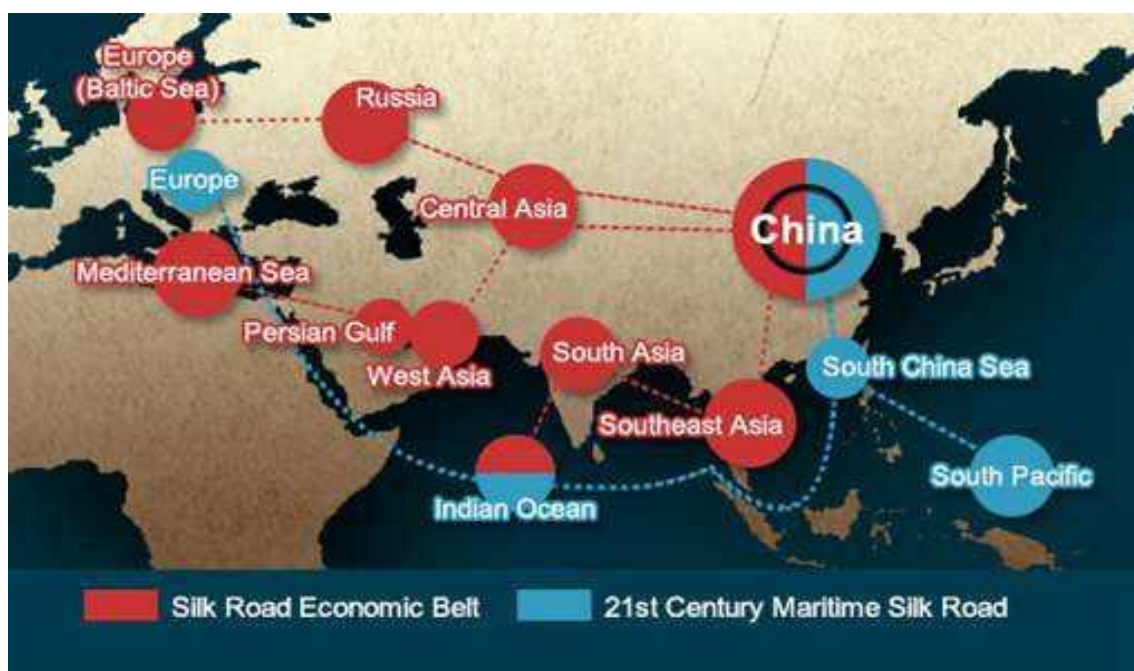 Europe
(Baltic Sea)
Russia
Europe
Central Asia
China
Mediterranean Sea
Persian Gulf
West Asia
South Asia
South China Sea
Southeast Asia
South Pacific
Indian Ocean
Silk Road Economic Belt
21st Century Maritime Silk Road